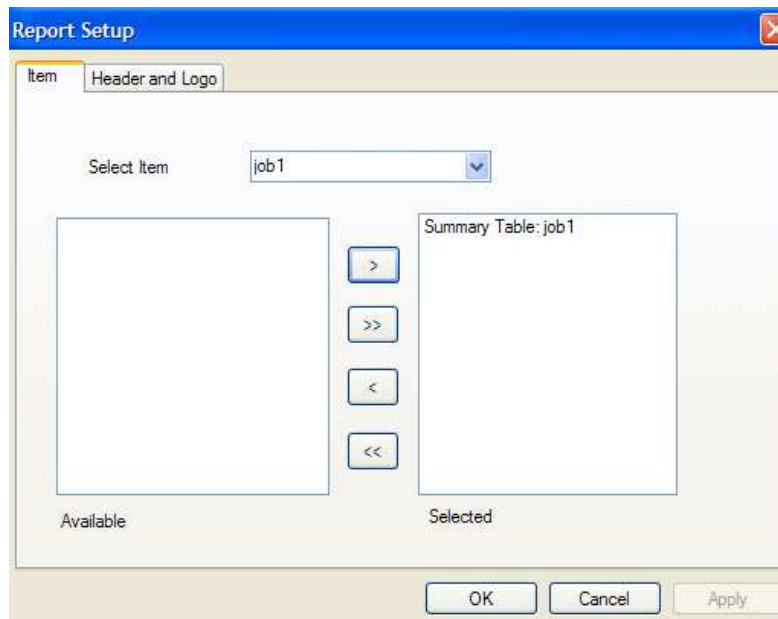 Report Setup
Item
Header and Logo
Select Item
job1
Summary Table: job1
>
>>
<
<<
Available
Selected
OK
Cancel
Apply